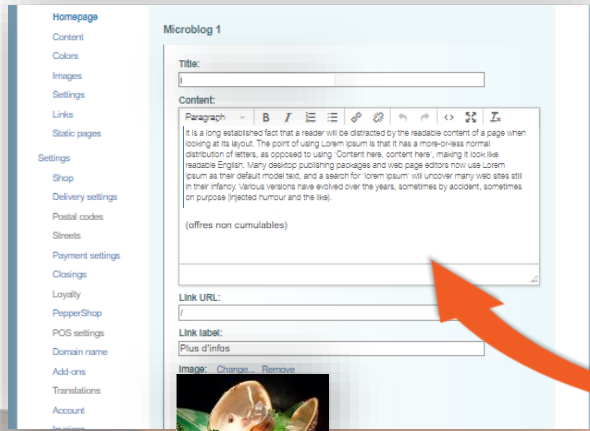 Homepage
Content
Colors
Images
Settings
Links
Static pages
Settings
Shop
Delivery settings
Postal codes
Streets
Payment settings
Closings
Loyalty
PepperShop
POS settings
Domain name
Add-ons
Translations
Account
Invoices
Microblog 1
Title:
Content:
Paragraph
It is a long established fact that a reader will be distracted by the readable content of a page when
looking at its layout. The point of using Lorem Ipsum is that it has a more-or-less normal
distribution of letters, as opposed to using 'Content here, content here', making it look like
readable English. Many desktop publishing packages and web page editors now use Lorem
Ipsum as their default model text, and a search for 'lorem ipsum' will uncover many web sites still
in their infancy. Various versions have evolved over the years, sometimes by accident, sometimes
on purpose (injected humour and the like).
(offres non cumulables)
Link URL:
/
Link label:
Plus d'infos
Image: Change... Remove